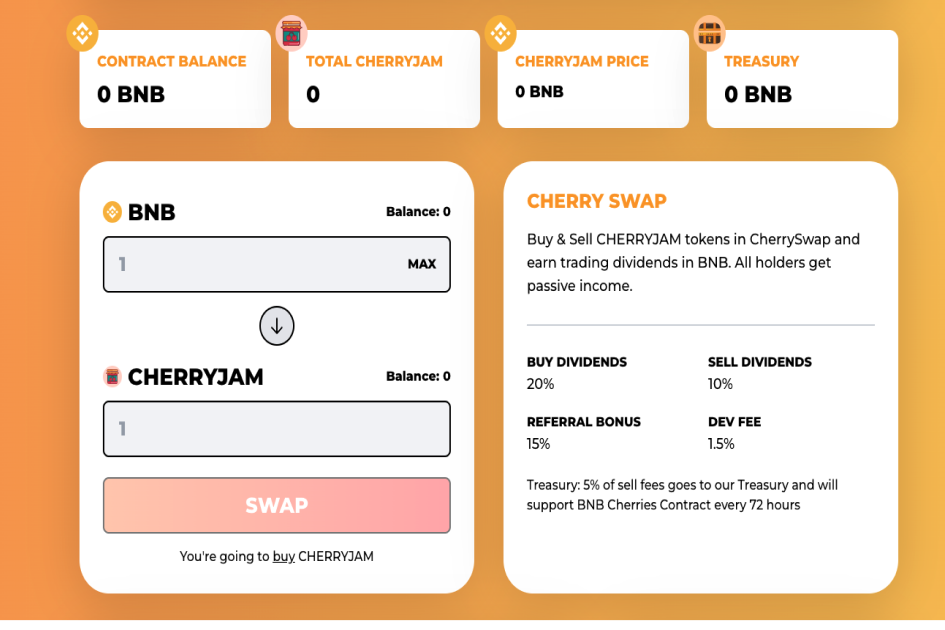 CONTRACT BALANCE
0 BNB
TOTAL CHERRYJAM
0
CHERRYJAM PRICE
0 BNB
TREASURY
0 BNB
BNB
Balance: 0
1
MAX
CHERRYJAM
Balance: 0
1
SWAP
You're going to buy CHERRYJAM
CHERRY SWAP
Buy & Sell CHERRYJAM tokens in CherrySwap and
earn trading dividends in BNB. All holders get
passive income.
BUY DIVIDENDS
20%
SELL DIVIDENDS
10%
REFERRAL BONUS
15%
DEV FEE
1.5%
Treasury: 5% of sell fees goes to our Treasury and will
support BNB Cherries Contract every 72 hours